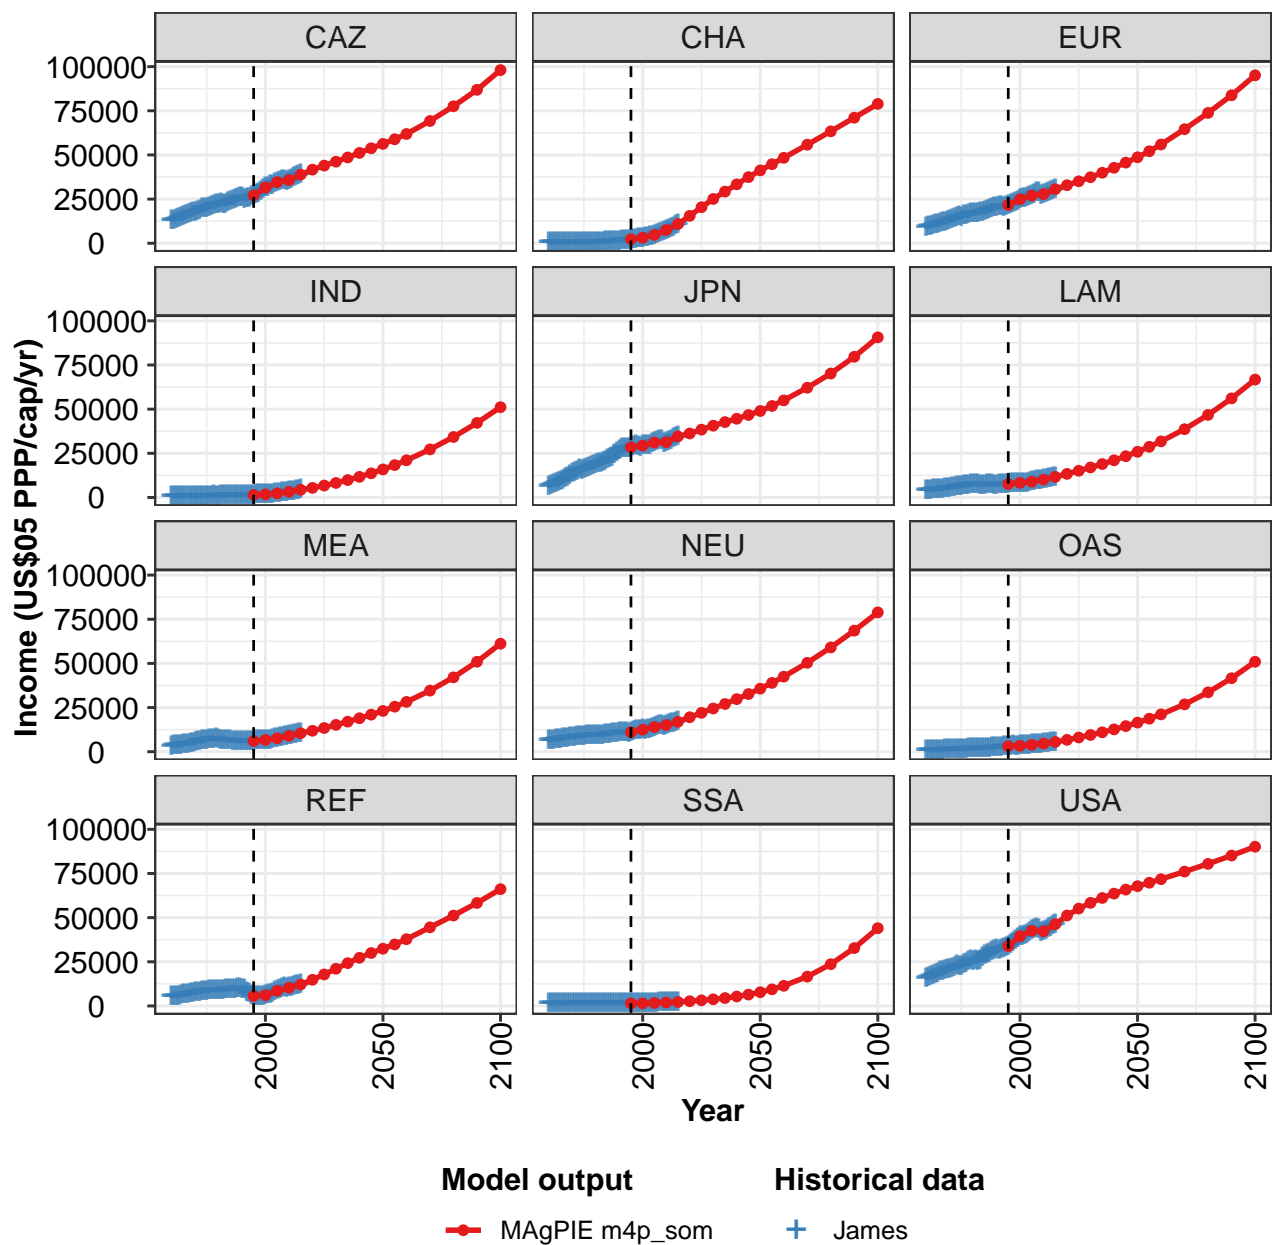 CAZ CHA EUR
100000
75000
50000
25000
0
IND JPN LAM
100000
75000
50000
25000
0
Income (US$05 PPP/cap/yr)
MEA NEU OAS
100000
75000
50000
25000
0
REF SSA USA
100000
75000
50000
25000
0
2000 2050 2100 2000 2050 2100 2000 2050 2100
Year
Model output Historical data
MAgPIE m4p_som James